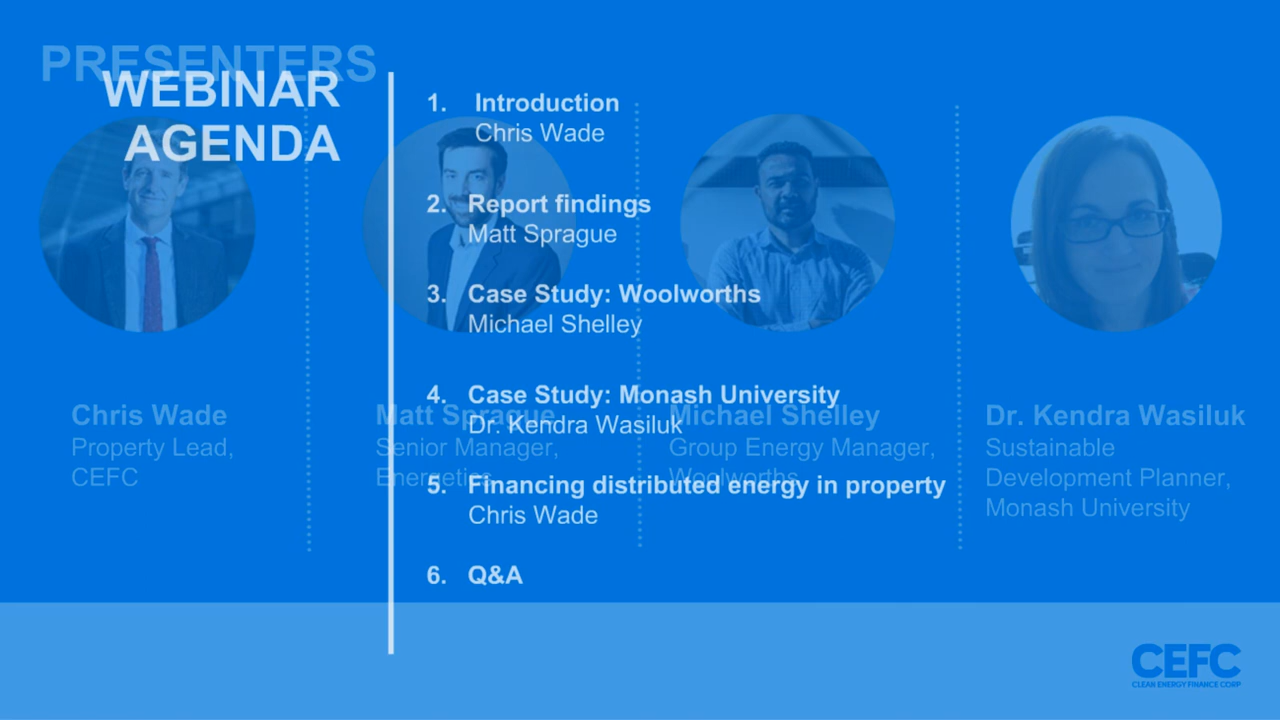 PRESENTERS
WEBINAR
AGENDA
1. Introduction
Chris Wade
2. Report findings
Matt Sprague
3. Case Study: Woolworths
Michael Shelley
4. Case Study: Monash University
Dr. Kendra Wasiluk
5. Financing distributed energy in property
Chris Wade
6. Q&A
Chris Wade
Property Lead,
CEFC
Matt Sprague
Senior Manager,
Energetics
Michael Shelley
Group Energy Manager,
Woolworths
Dr. Kendra Wasiluk
Sustainable
Development Planner,
Monash University
CEFC
CLEAN ENERGY FINANCE CORP